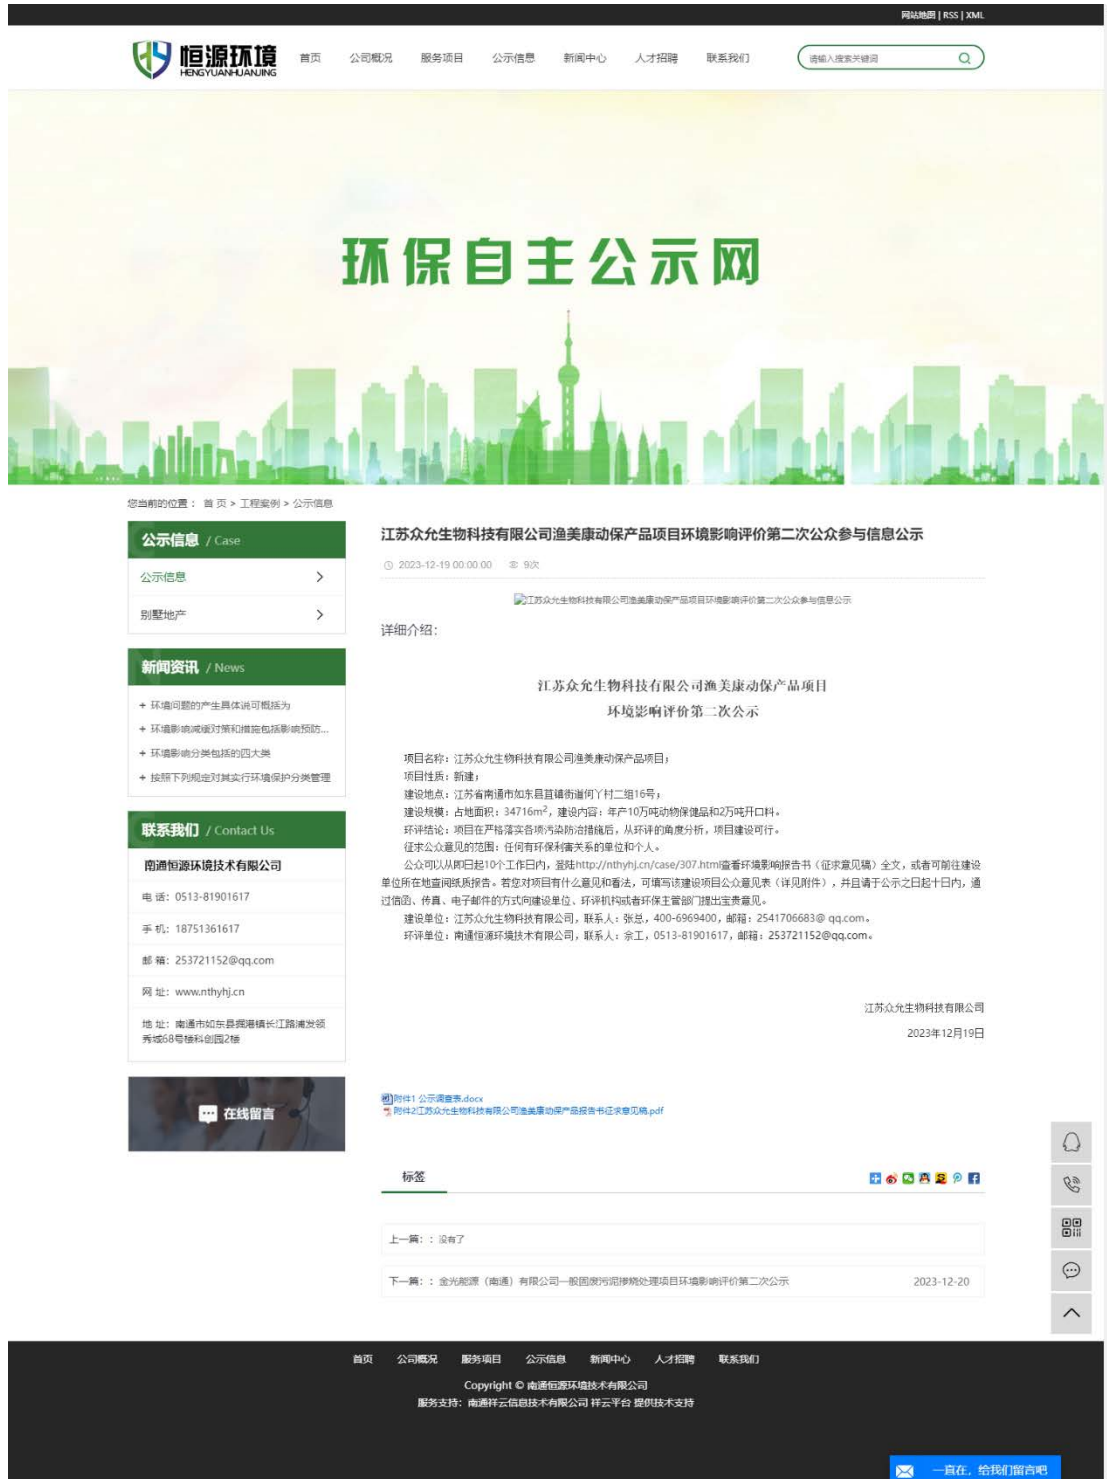 网站地图 | RSS | XML
恒源环境
HENGYUANHUANJING
首页 公司概况 服务项目 公示信息 新闻中心 人才招聘 联系我们
请输入搜索关键词
环保自主公示网
您当前的位置： 首 页 > 工程案例 > 公示信息
公示信息 / Case
公示信息
别墅地产
新闻资讯 / News
+ 环境问题的产生具体说可概括为
+ 环境影响减缓对策和措施包括影响预防...
+ 环境影响分类包括的四大类
+ 按照下列规定对其实行环境保护分类管理
联系我们 / Contact Us
南通恒源环境技术有限公司
电 话：0513-81901617
手 机：18751361617
邮 箱：253721152@qq.com
网 址：www.nthyhj.cn
地 址：南通市如东县掘港镇长江路浦发领
秀城68号楼科创园2楼
在线留言
江苏众允生物科技有限公司渔美康动保产品项目环境影响评价第二次公众参与信息公示
2023-12-19 00:00:00 9次
江苏众允生物科技有限公司渔美康动保产品项目环境影响评价第二次公众参与信息公示
详细介绍：
江苏众允生物科技有限公司渔美康动保产品项目
环境影响评价第二次公示
项目名称：江苏众允生物科技有限公司渔美康动保产品项目；
项目性质：新建；
建设地点：江苏省南通市如东县苴镇街道何丫村二组16号；
建设规模：占地面积：34716m²，建设内容：年产10万吨动物保健品和2万吨开口料。
环评结论：项目在严格落实各项污染防治措施后，从环评的角度分析，项目建设可行。
征求公众意见的范围：任何有环保利害关系的单位和个人。
公众可以从即日起10个工作日内，登陆http://nthyhj.cn/case/307.html查看环境影响报告书（征求意见稿）全文，或者可前往建设
单位所在地查阅纸质报告。若您对项目有什么意见和看法，可填写该建设项目公众意见表（详见附件），并且请于公示之日起十日内，通
过信函、传真、电子邮件的方式向建设单位、环评机构或者环保主管部门提出宝贵意见。
建设单位：江苏众允生物科技有限公司，联系人：张总，400-6969400，邮箱：2541706683@ qq.com。
环评单位：南通恒源环境技术有限公司，联系人：余工，0513-81901617，邮箱：253721152@qq.com。
江苏众允生物科技有限公司
2023年12月19日
附件1 公示调查表.docx
附件2江苏众允生物科技有限公司渔美康动保产品报告书征求意见稿.pdf
标签
上一篇：：没有了
下一篇：：金光能源（南通）有限公司一般固废污泥掺烧处理项目环境影响评价第二次公示 2023-12-20
首页 公司概况 服务项目 公示信息 新闻中心 人才招聘 联系我们
Copyright © 南通恒源环境技术有限公司
服务支持：南通祥云信息技术有限公司 祥云平台 提供技术支持
一直在，给我们留言吧